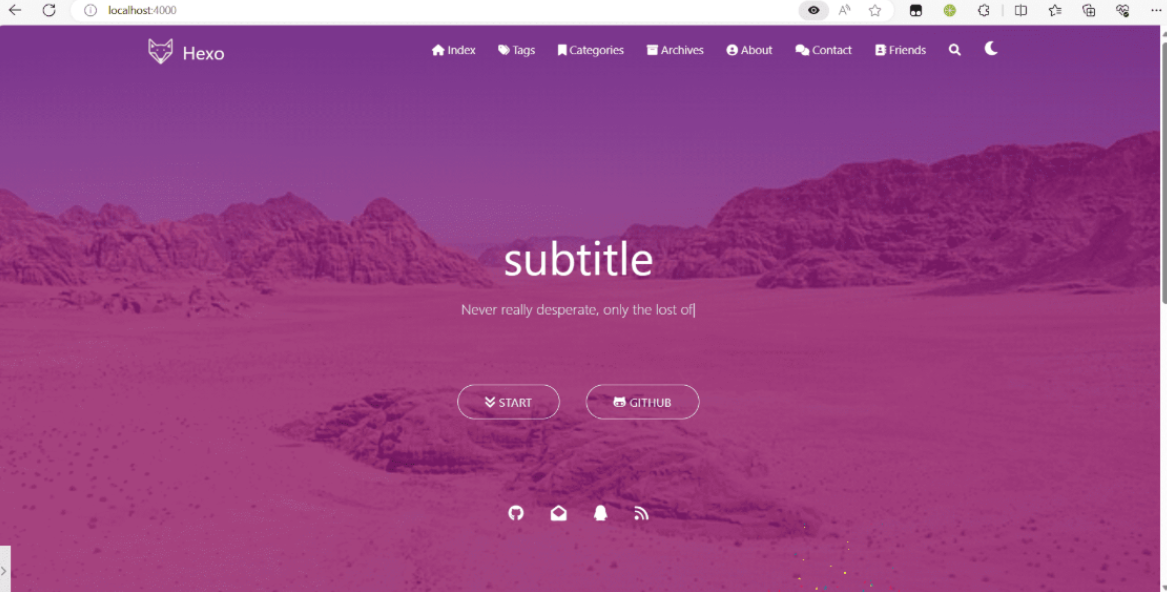 localhost:4000
Hexo Index Tags Categories Archives About Contact Friends
subtitle
Never really desperate, only the lost of
START GITHUB